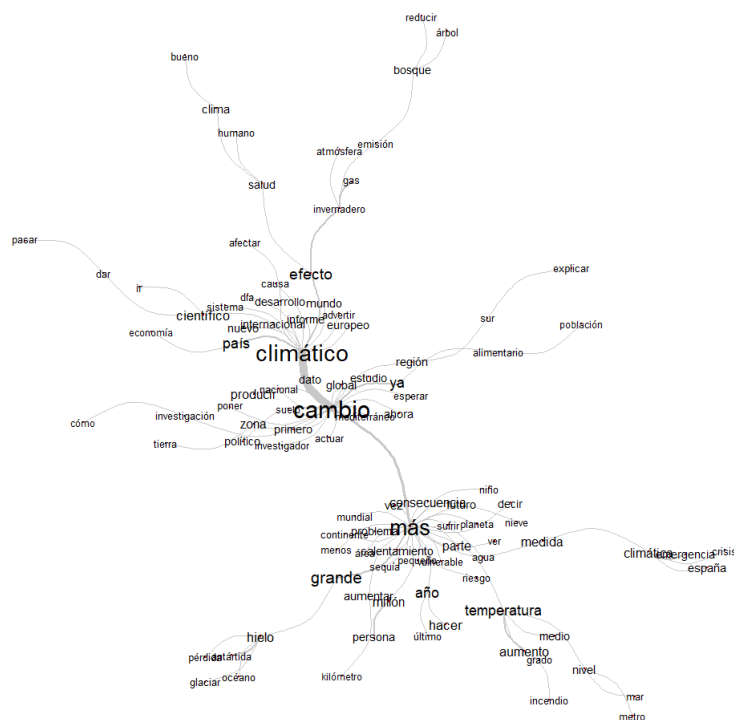 reducir
árbol
bueno
bosque
clima
humano
emisión
atmósfera
gas
salud
invernadero
pasar
afectar
explicar
dar
efecto
ir
causa
día
desarrollo
mundo
sistema
científico
advertir
sur
población
economía
nuevo
internacional
informe
europeo
país
climático
alimentario
región
dato
estudio
ya
nacional
global
producir
esperar
poner
suelo
cambio
mediterráneo
ahora
cómo
investigación
zona
primero
tierra
político
investigador
actuar
niño
consecuencia
vez
futuro
decir
mundial
más
sufrir
planeta
nieve
problema
continente
ver
medida
menos
área
calentamiento
parte
agua
climática
emergencia
crisis
pequeño
vulnerable
españa
sequía
grande
riesgo
año
aumentar
millón
temperatura
hacer
hielo
persona
último
medio
aumento
pérdida
antártida
grado
nivel
glaciar
océano
kilómetro
incendio
mar
metro